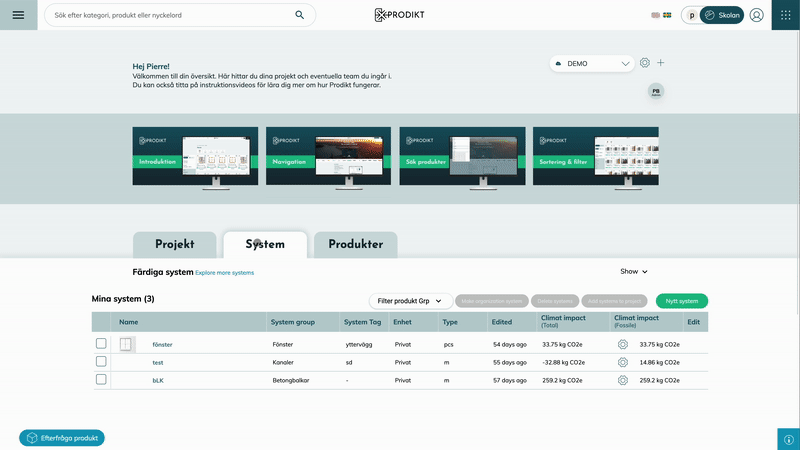 Sök efter kategori, produkt eller nyckelord
PRODIKT
p
Skolan
Hej Pierre!
Välkommen till din översikt. Här hittar du dina projekt och eventuella team du ingår i.
Du kan också titta på instruktionsvideos för lära dig mer om hur Prodikt fungerar.
DEMO
PB
PRODIKT
Introduktion
PRODIKT
Navigation
PRODIKT
Sök produkter
PRODIKT
Sortering & filter
Projekt
System
Produkter
Färdiga system Explore more systems
Show
Mina system (3)
Filter produkt Grp
Make organisation system
Delete systems
Add systems to project
Nytt system
Name System group System Tag Enhet Type Edited Climat impact (Total) Climat impact (Fossile) Edit
fönster Fönster yttervägg Privat pcs 54 days ago 33.75 kg CO2e 33.75 kg CO2e
test Kanaler sd Privat m 55 days ago -32.88 kg CO2e 14.86 kg CO2e
bLK Betongbalkar - Privat m 57 days ago 259.2 kg CO2e 259.2 kg CO2e
Efterfråga produkt